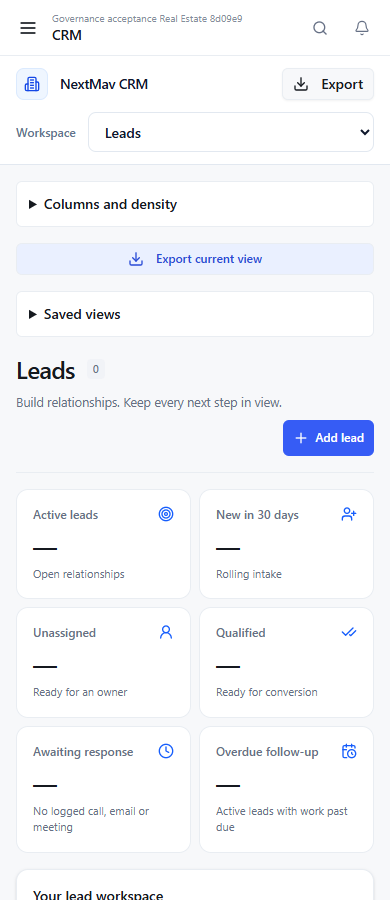 Governance acceptance Real Estate 8d09e9
CRM
NextMav CRM
Export
Workspace
Leads
Columns and density
Export current view
Saved views
Leads 0
Build relationships. Keep every next step in view.
Add lead
Active leads
—
Open relationships
New in 30 days
—
Rolling intake
Unassigned
—
Ready for an owner
Qualified
—
Ready for conversion
Awaiting response
—
No logged call, email or
meeting
Overdue follow-up
—
Active leads with work past
due
Your lead workspace